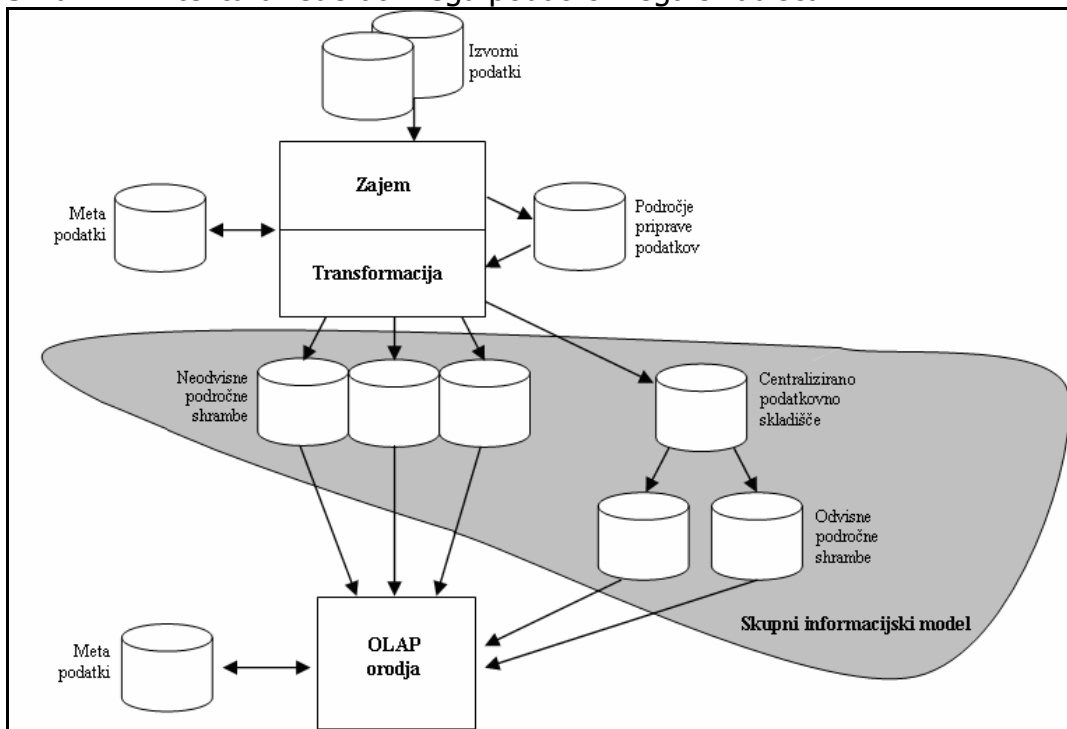 Izvorni
podatki
Zajem
Meta
podatki
Področje
priprave
podatkov
Transformacija
Neodvisne
področne
shrambe
Centralizirano
podatkovno
skladišče
Odvisne
področne
shrambe
Skupni informacijski model
OLAP
orodja
Meta
podatki